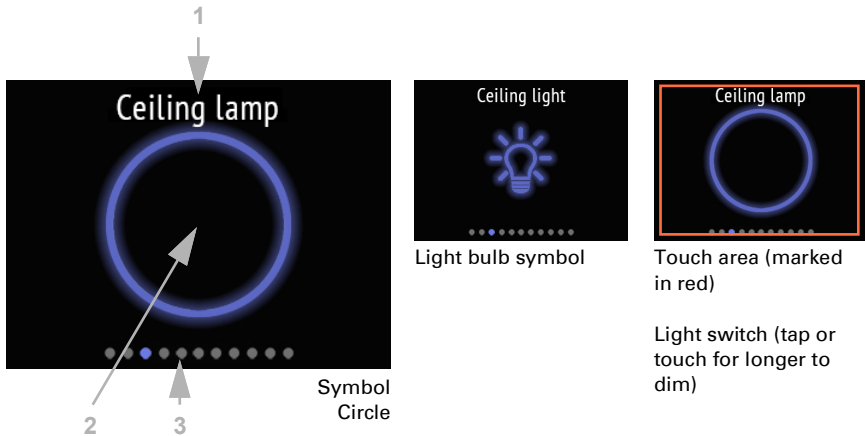 1
Ceiling lamp
Symbol
Circle
2
3
Ceiling light
Light bulb symbol
Ceiling lamp
Touch area (marked
in red)
Light switch (tap or
touch for longer to
dim)